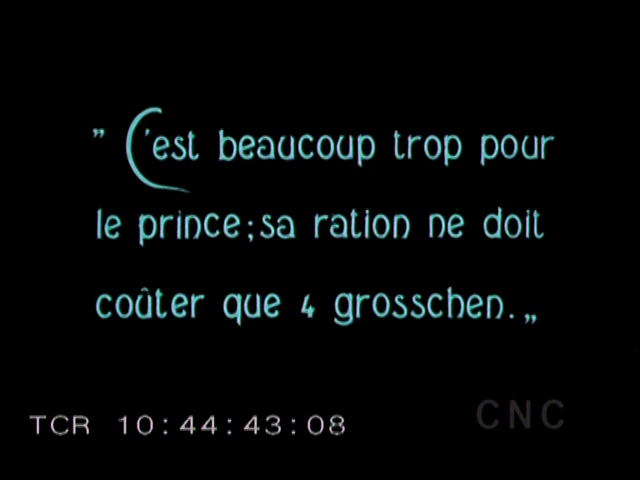 " C'est beaucoup trop pour
le prince; sa ration ne doit
coûter que 4 grosschen. „
TCR 10:44:43:08
CNC